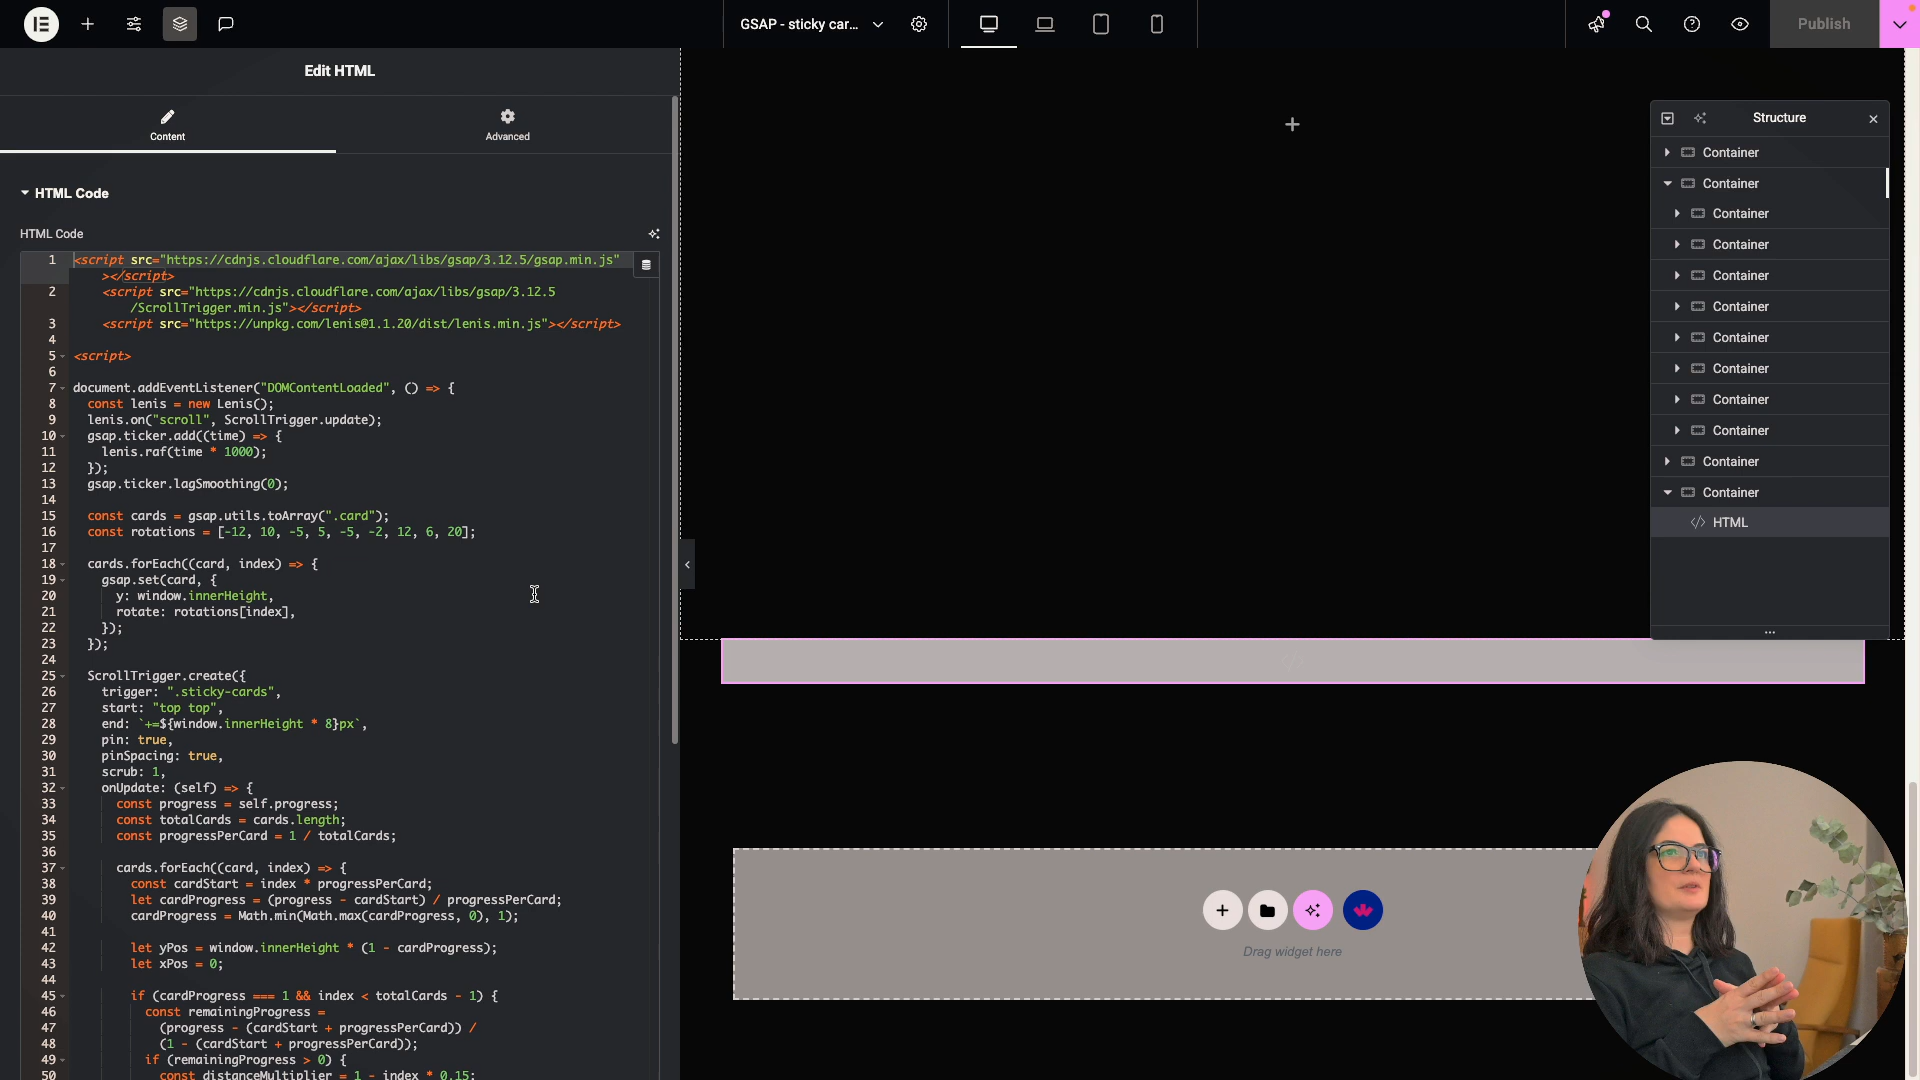 GSAP - sticky car...
Publish
Edit HTML
Content
Advanced
HTML Code
HTML Code
1 <script src="https://cdnjs.cloudflare.com/ajax/libs/gsap/3.12.5/gsap.min.js"
></script>
2 <script src="https://cdnjs.cloudflare.com/ajax/libs/gsap/3.12.5
/ScrollTrigger.min.js"></script>
3 <script src="https://unpkg.com/lenis@1.1.20/dist/lenis.min.js"></script>
4
5 <script>
6
7 document.addEventListener("DOMContentLoaded", () => {
8 const lenis = new Lenis();
9 lenis.on("scroll", ScrollTrigger.update);
10 gsap.ticker.add((time) => {
11 lenis.raf(time * 1000);
12 });
13 gsap.ticker.lagSmoothing(0);
14
15 const cards = gsap.utils.toArray(".card");
16 const rotations = [-12, 10, -5, 5, -5, -2, 12, 6, 20];
17
18 cards.forEach((card, index) => {
19 gsap.set(card, {
20 y: window.innerHeight,
21 rotate: rotations[index],
22 });
23 });
24
25 ScrollTrigger.create({
26 trigger: ".sticky-cards",
27 start: "top top",
28 end: `+=${window.innerHeight * 8}px`,
29 pin: true,
30 pinSpacing: true,
31 scrub: 1,
32 onUpdate: (self) => {
33 const progress = self.progress;
34 const totalCards = cards.length;
35 const progressPerCard = 1 / totalCards;
36
37 cards.forEach((card, index) => {
38 const cardStart = index * progressPerCard;
39 let cardProgress = (progress - cardStart) / progressPerCard;
40 cardProgress = Math.min(Math.max(cardProgress, 0), 1);
41
42 let yPos = window.innerHeight * (1 - cardProgress);
43 let xPos = 0;
44
45 if (cardProgress === 1 && index < totalCards - 1) {
46 const remainingProgress =
47 (progress - (cardStart + progressPerCard)) /
48 (1 - (cardStart + progressPerCard));
49 if (remainingProgress > 0) {
50 const distanceMultiplier = 1 - index * 0.15;
Structure
Container
Container
Container
Container
Container
Container
Container
Container
Container
Container
Container
Container
</> HTML
Drag widget here